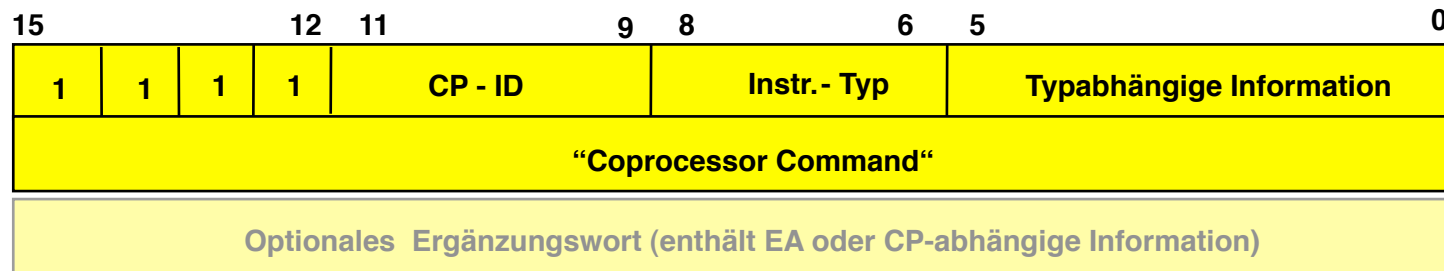 15 12 11 9 8 6 5 0
1 1 1 1 CP - ID Instr.- Typ Typabhängige Information
“Coprocessor Command“
Optionales Ergänzungswort (enthält EA oder CP-abhängige Information)